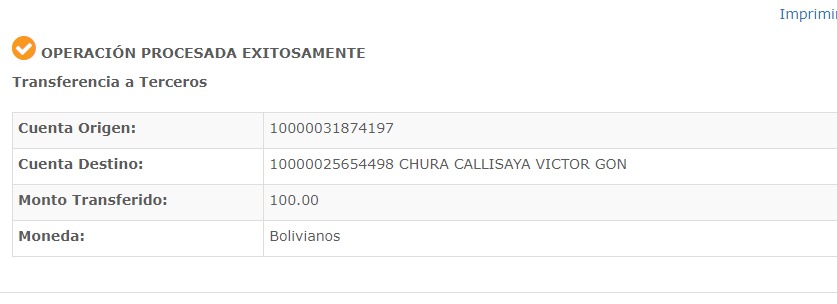 Imprimir
OPERACIÓN PROCESADA EXITOSAMENTE
Transferencia a Terceros
Cuenta Origen: 10000031874197
Cuenta Destino: 10000025654498 CHURA CALLISAYA VICTOR GON
Monto Transferido: 100.00
Moneda: Bolivianos